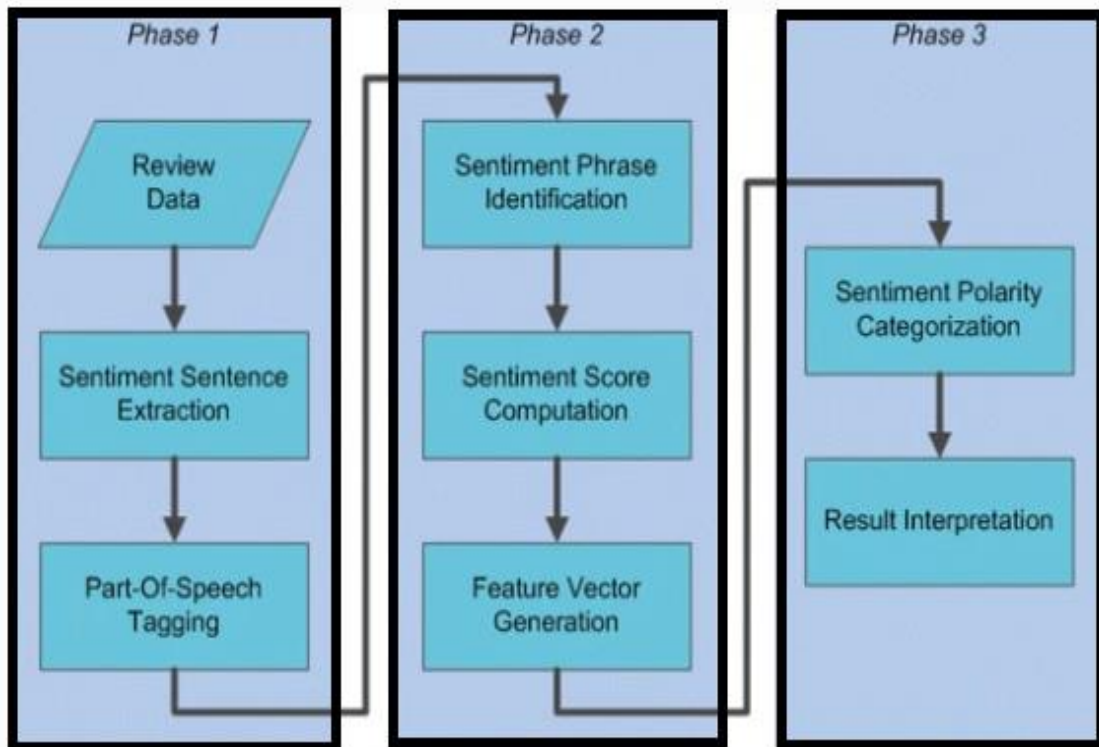 Phase 1
Review
Data
Sentiment Sentence
Extraction
Part-Of-Speech
Tagging
Phase 2
Sentiment Phrase
Identification
Sentiment Score
Computation
Feature Vector
Generation
Phase 3
Sentiment Polarity
Categorization
Result Interpretation